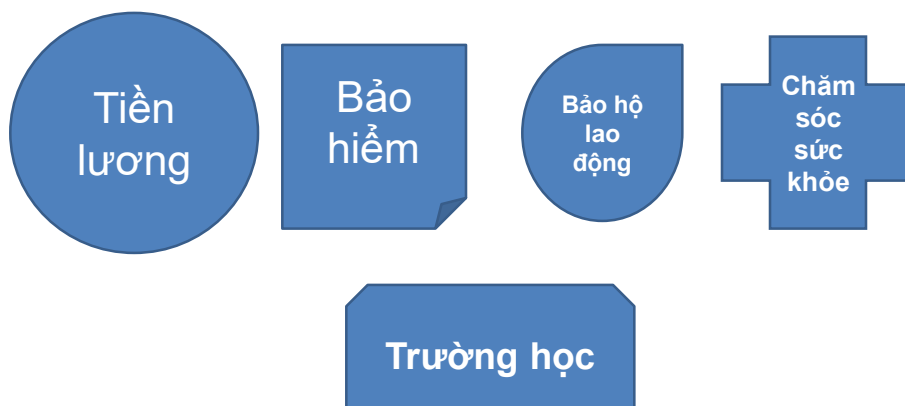 Tiền
lương
Bảo
hiểm
Bảo hộ
lao
động
Chăm
sóc
sức
khỏe
Trường học